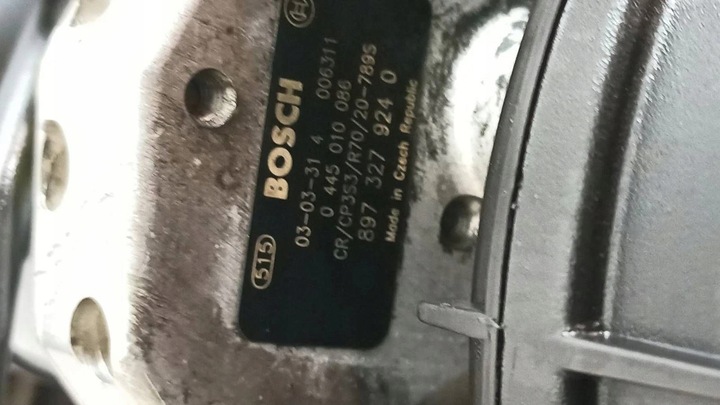 515 BOSCH
03-03-31 4 006311
0 445 010 086
CR/CP3S3/R70/20-789S
897 327 924 0
Made in Czech Republic